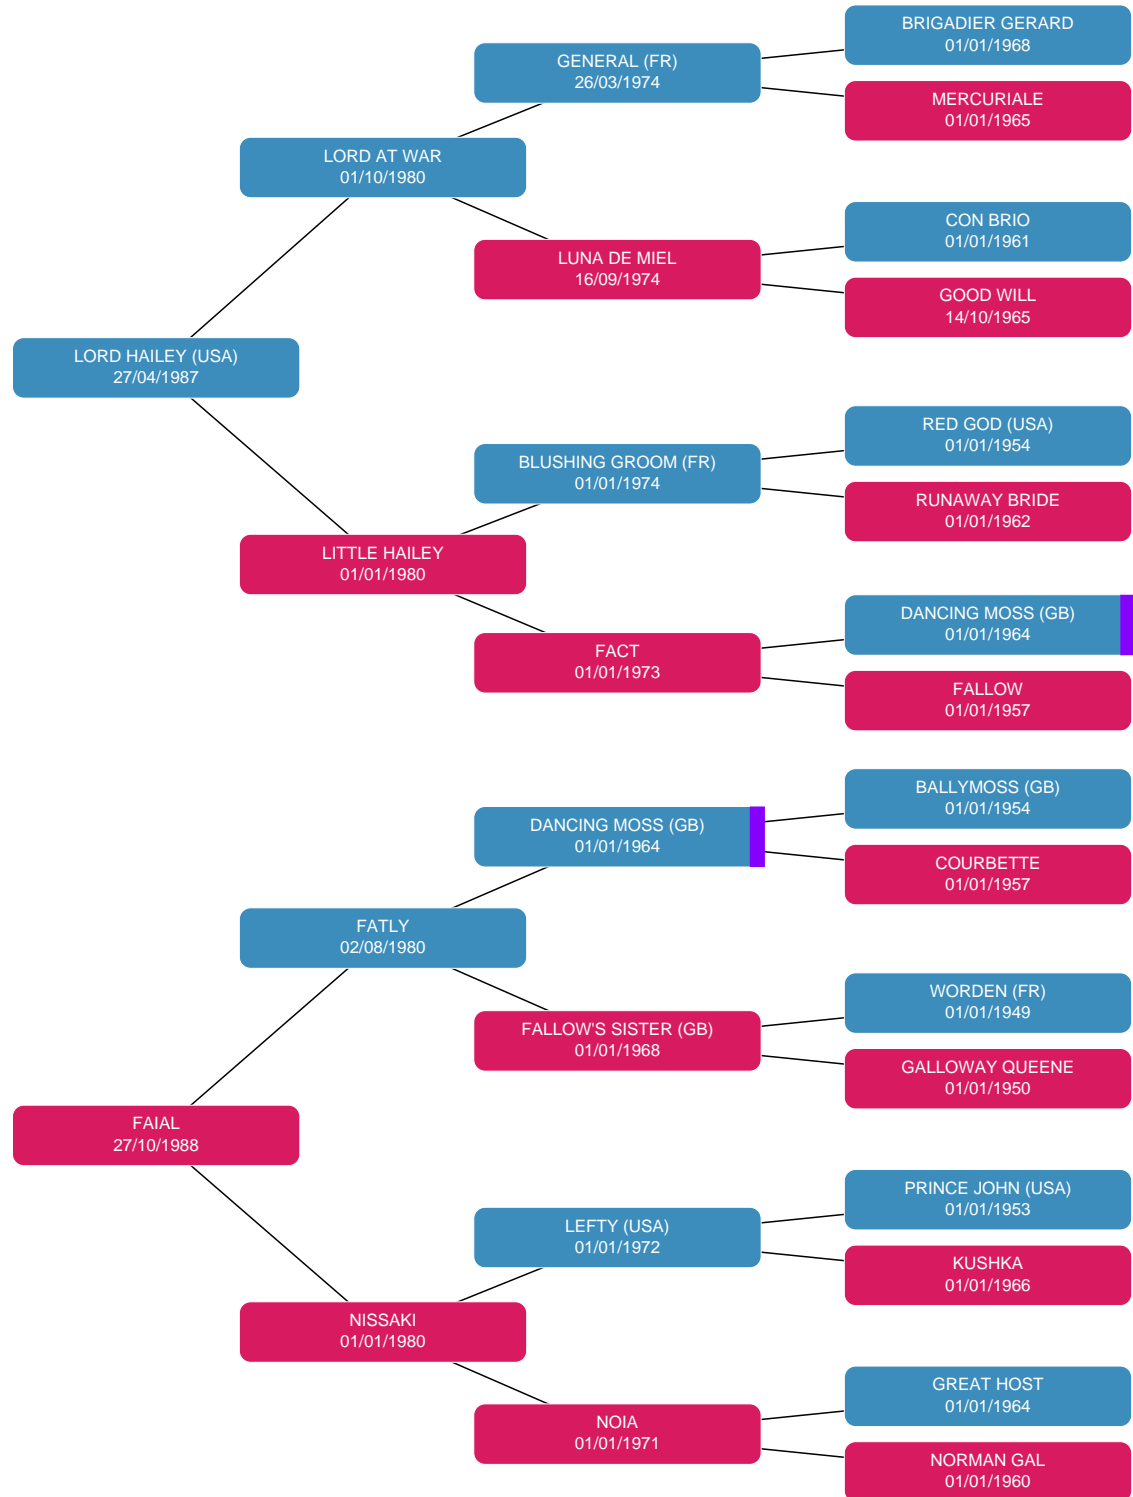 BRIGADIER GERARD
01/01/1968
GENERAL (FR)
26/03/1974
MERCURIALE
01/01/1965
LORD AT WAR
01/10/1980
CON BRIO
01/01/1961
LUNA DE MIEL
16/09/1974
GOOD WILL
14/10/1965
LORD HAILEY (USA)
27/04/1987
RED GOD (USA)
01/01/1954
BLUSHING GROOM (FR)
01/01/1974
RUNAWAY BRIDE
01/01/1962
LITTLE HAILEY
01/01/1980
DANCING MOSS (GB)
01/01/1964
FACT
01/01/1973
FALLOW
01/01/1957
BALLYMOSS (GB)
01/01/1954
DANCING MOSS (GB)
01/01/1964
COURBETTE
01/01/1957
FATLY
02/08/1980
WORDEN (FR)
01/01/1949
FALLOW'S SISTER (GB)
01/01/1968
GALLOWAY QUEENE
01/01/1950
FAIAL
27/10/1988
PRINCE JOHN (USA)
01/01/1953
LEFTY (USA)
01/01/1972
KUSHKA
01/01/1966
NISSAKI
01/01/1980
GREAT HOST
01/01/1964
NOIA
01/01/1971
NORMAN GAL
01/01/1960